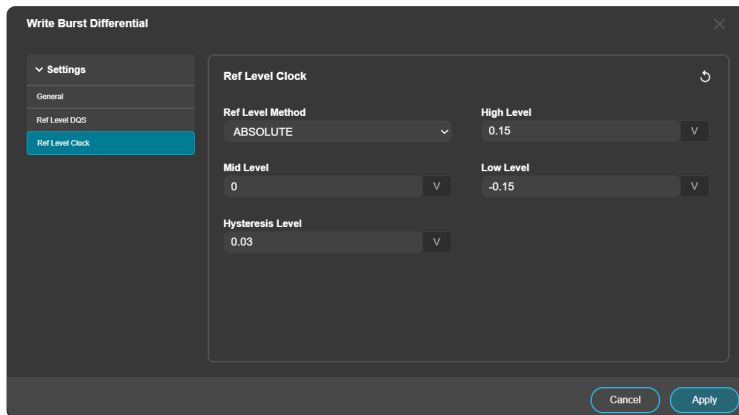 Write Burst Differential
Settings
General
Ref Level DQS
Ref Level Clock
Ref Level Clock
Ref Level Method
ABSOLUTE
High Level
0.15 V
Mid Level
0 V
Low Level
-0.15 V
Hysteresis Level
0.03 V
Cancel
Apply